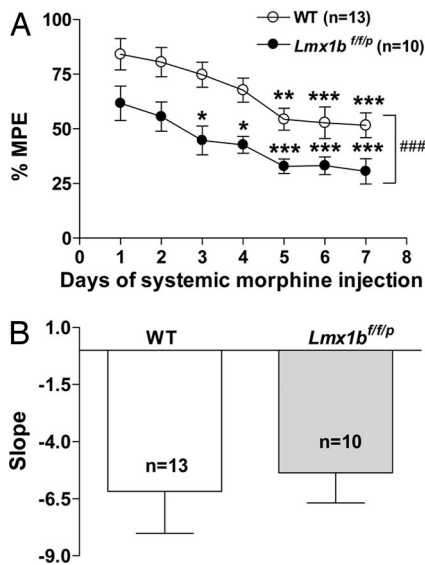 A
WT (n=13)
Lmx1b f/f/p (n=10)
100
75
50
25
0
% MPE
* * ** *** ***
*** *** ***
###
0 1 2 3 4 5 6 7 8
Days of systemic morphine injection
B
1.0
-1.5
-4.0
-6.5
-9.0
Slope
WT Lmx1b f/f/p
n=13 n=10